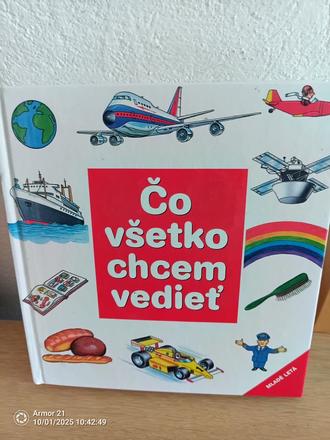 Čo
všetko
chcem
vedieť
MLADÉ LETÁ
Armor 21
10/01/2025 10:42:49